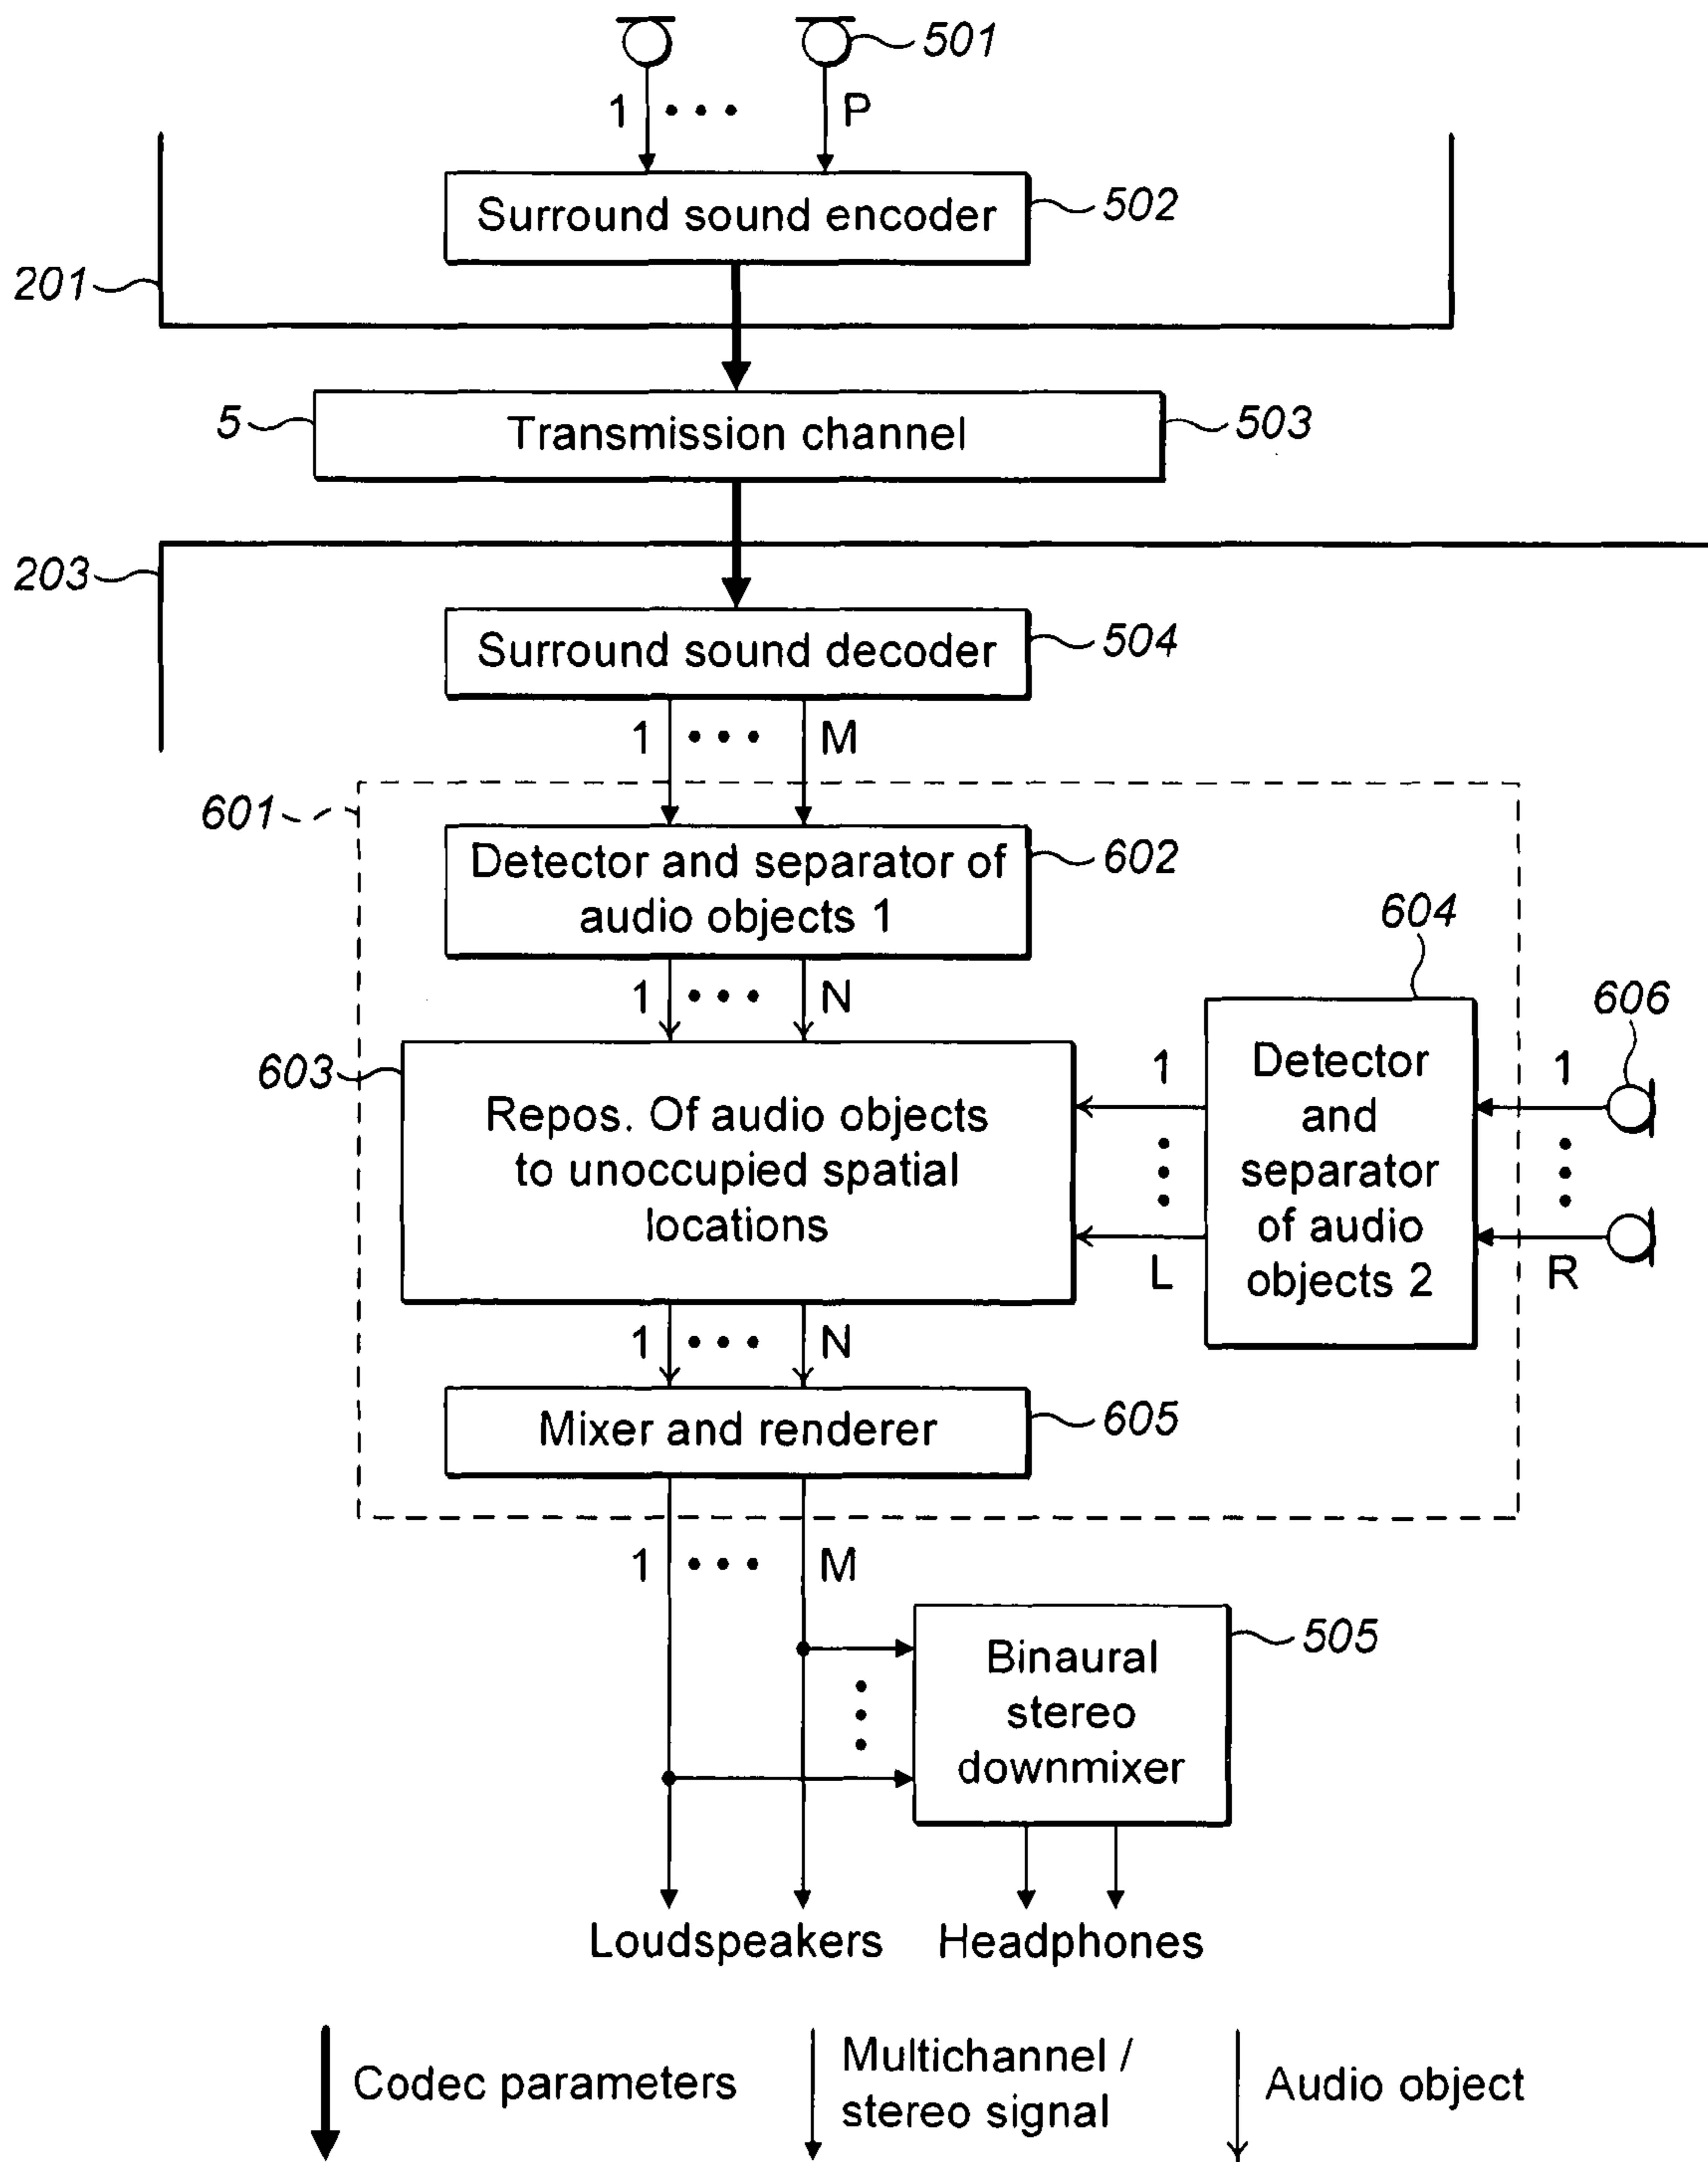 501
1 ••• P
Surround sound encoder
502
201
5
Transmission channel
503
203
Surround sound decoder
504
1 ••• M
601
Detector and separator of
audio objects 1
602
604
1 ••• N
606
603
Repos. Of audio objects
to unoccupied spatial
locations
1
L
Detector
and
separator
of audio
objects 2
1
R
1 ••• N
Mixer and renderer
605
1 ••• M
Binaural
stereo
downmixer
505
Loudspeakers
Headphones
Codec parameters
Multichannel /
stereo signal
Audio object